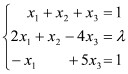 x₁ + x₂ + x₃ = 1
2x₁ + x₂ − 4x₃ = λ
−x₁ + 5x₃ = 1